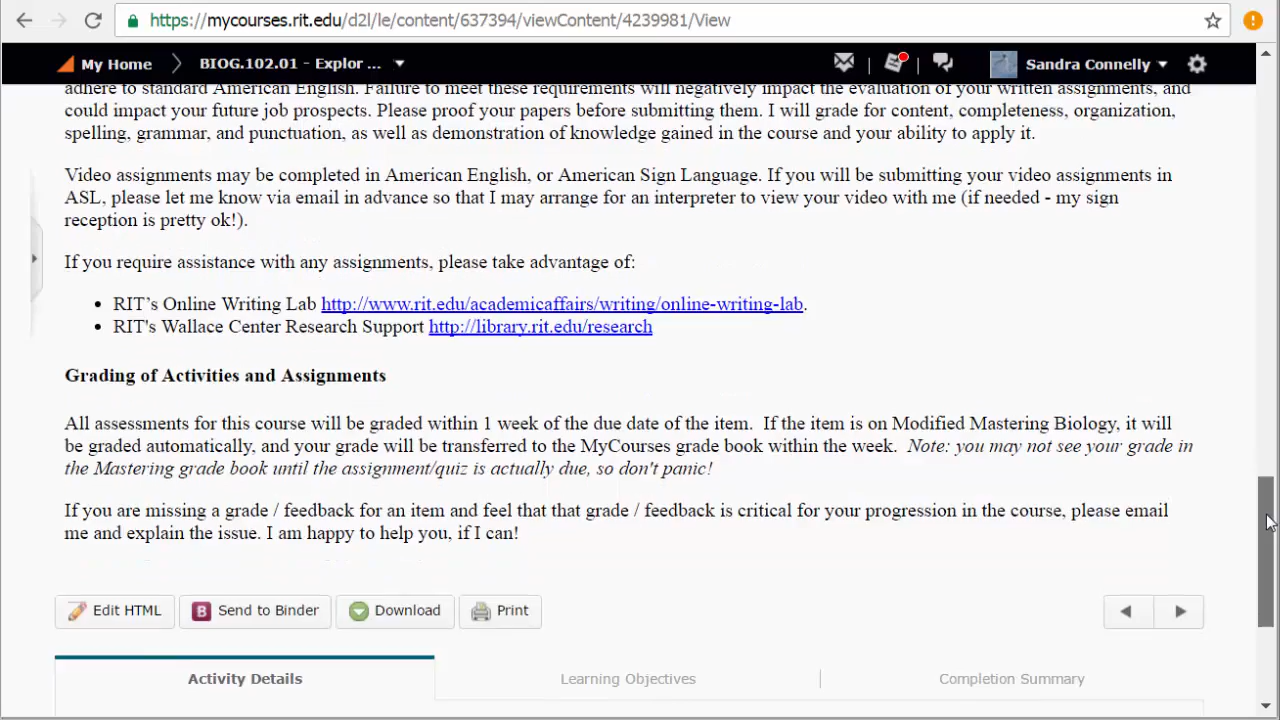 https://mycourses.rit.edu/d2l/le/content/637394/viewContent/4239981/View
My Home BIOG.102.01 - Explor ... Sandra Connelly
adhere to standard American English. Failure to meet these requirements will negatively impact the evaluation of your written assignments, and
could impact your future job prospects. Please proof your papers before submitting them. I will grade for content, completeness, organization,
spelling, grammar, and punctuation, as well as demonstration of knowledge gained in the course and your ability to apply it.
Video assignments may be completed in American English, or American Sign Language. If you will be submitting your video assignments in
ASL, please let me know via email in advance so that I may arrange for an interpreter to view your video with me (if needed - my sign
reception is pretty ok!).
If you require assistance with any assignments, please take advantage of:
• RIT’s Online Writing Lab http://www.rit.edu/academicaffairs/writing/online-writing-lab.
• RIT's Wallace Center Research Support http://library.rit.edu/research
Grading of Activities and Assignments
All assessments for this course will be graded within 1 week of the due date of the item. If the item is on Modified Mastering Biology, it will
be graded automatically, and your grade will be transferred to the MyCourses grade book within the week. Note: you may not see your grade in
the Mastering grade book until the assignment/quiz is actually due, so don't panic!
If you are missing a grade / feedback for an item and feel that that grade / feedback is critical for your progression in the course, please email
me and explain the issue. I am happy to help you, if I can!
Edit HTML B Send to Binder Download Print
Activity Details Learning Objectives Completion Summary